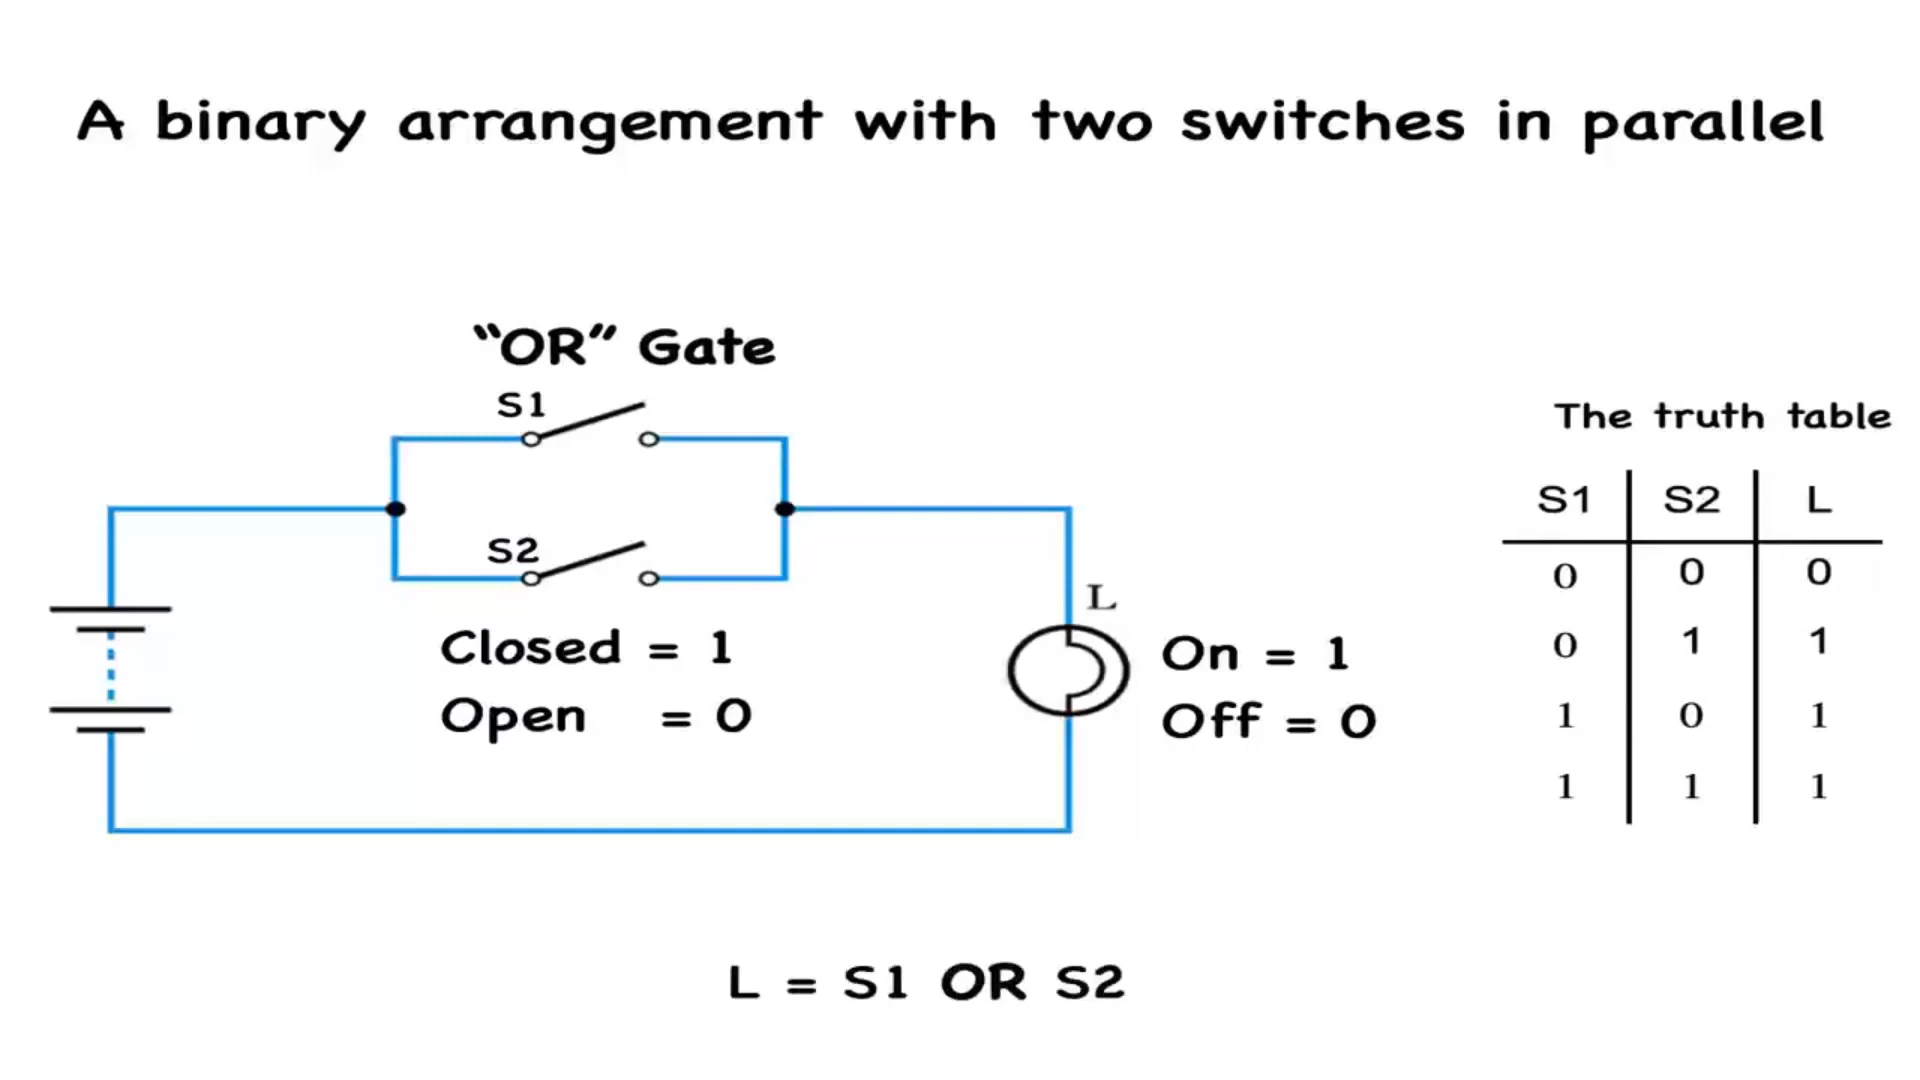 A binary arrangement with two switches in parallel
“OR” Gate
S1
S2
Closed = 1
Open = 0
L
On = 1
Off = 0
The truth table
S1 S2 L
0 0 0
0 1 1
1 0 1
1 1 1
L = S1 OR S2